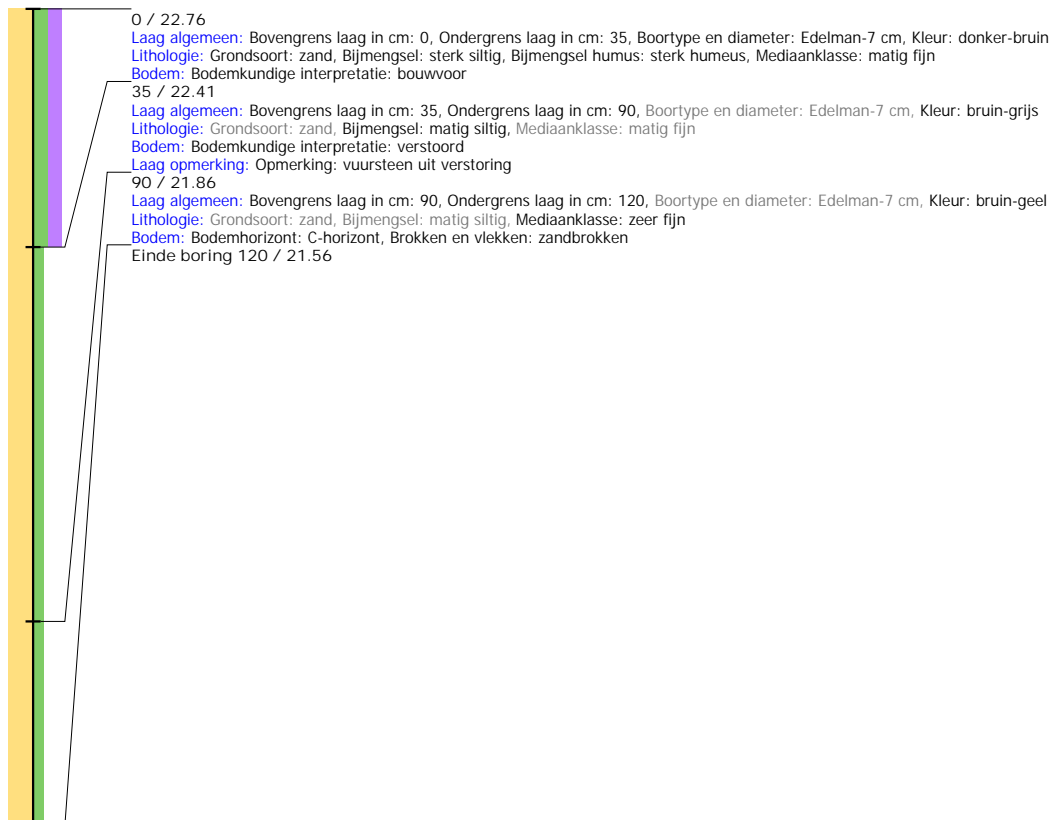 0 / 22.76
Laag algemeen: Bovengrens laag in cm: 0, Ondergrens laag in cm: 35, Boortype en diameter: Edelman-7 cm, Kleur: donker-bruin
Lithologie: Grondsoort: zand, Bijmengsel: sterk siltig, Bijmengsel humus: sterk humeus, Mediaanklasse: matig fijn
Bodem: Bodemkundige interpretatie: bouwvoor
35 / 22.41
Laag algemeen: Bovengrens laag in cm: 35, Ondergrens laag in cm: 90, Boortype en diameter: Edelman-7 cm, Kleur: bruin-grijs
Lithologie: Grondsoort: zand, Bijmengsel: matig siltig, Mediaanklasse: matig fijn
Bodem: Bodemkundige interpretatie: verstoord
Laag opmerking: Opmerking: vuursteen uit verstoring
90 / 21.86
Laag algemeen: Bovengrens laag in cm: 90, Ondergrens laag in cm: 120, Boortype en diameter: Edelman-7 cm, Kleur: bruin-geel
Lithologie: Grondsoort: zand, Bijmengsel: matig siltig, Mediaanklasse: zeer fijn
Bodem: Bodemhorizont: C-horizont, Brokken en vlekken: zandbrokken
Einde boring 120 / 21.56